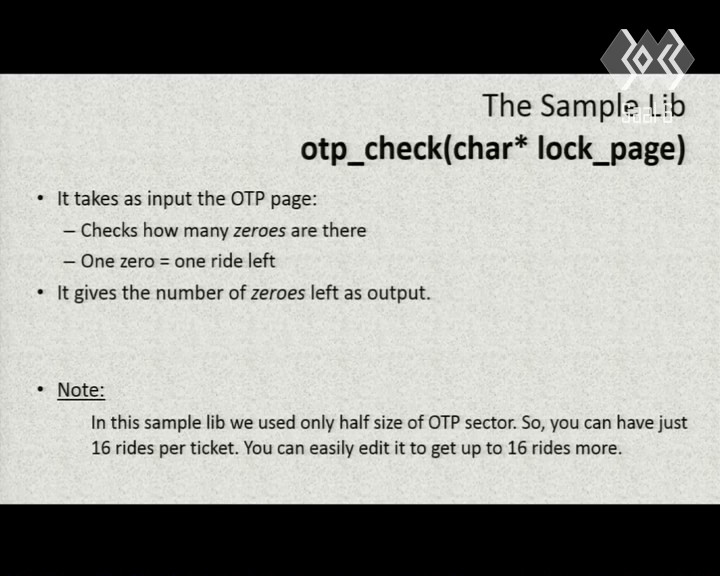 The Sample Lib
otp_check(char* lock_page)
• It takes as input the OTP page:
– Checks how many zeroes are there
– One zero = one ride left
• It gives the number of zeroes left as output.
• Note:
In this sample lib we used only half size of OTP sector. So, you can have just
16 rides per ticket. You can easily edit it to get up to 16 rides more.